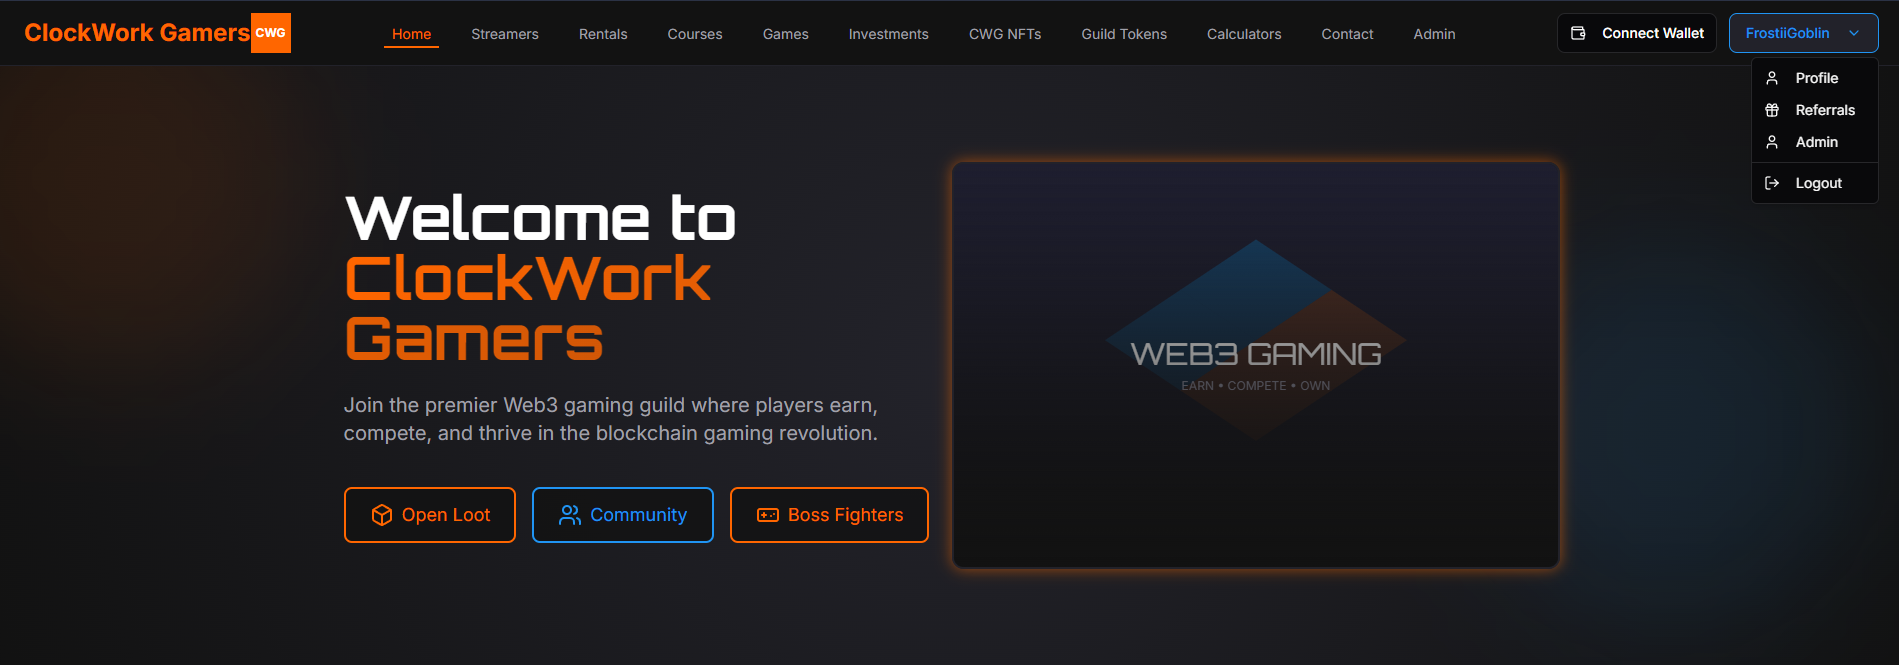 ClockWork Gamers CWG Home Streamers Rentals Courses Games Investments CWG NFTs Guild Tokens Calculators Contact Admin Connect Wallet FrostiiGoblin
Profile
Referrals
Admin
Logout
Welcome to
ClockWork
Gamers
Join the premier Web3 gaming guild where players earn,
compete, and thrive in the blockchain gaming revolution.
Open Loot Community Boss Fighters
WEB3 GAMING
EARN • COMPETE • OWN